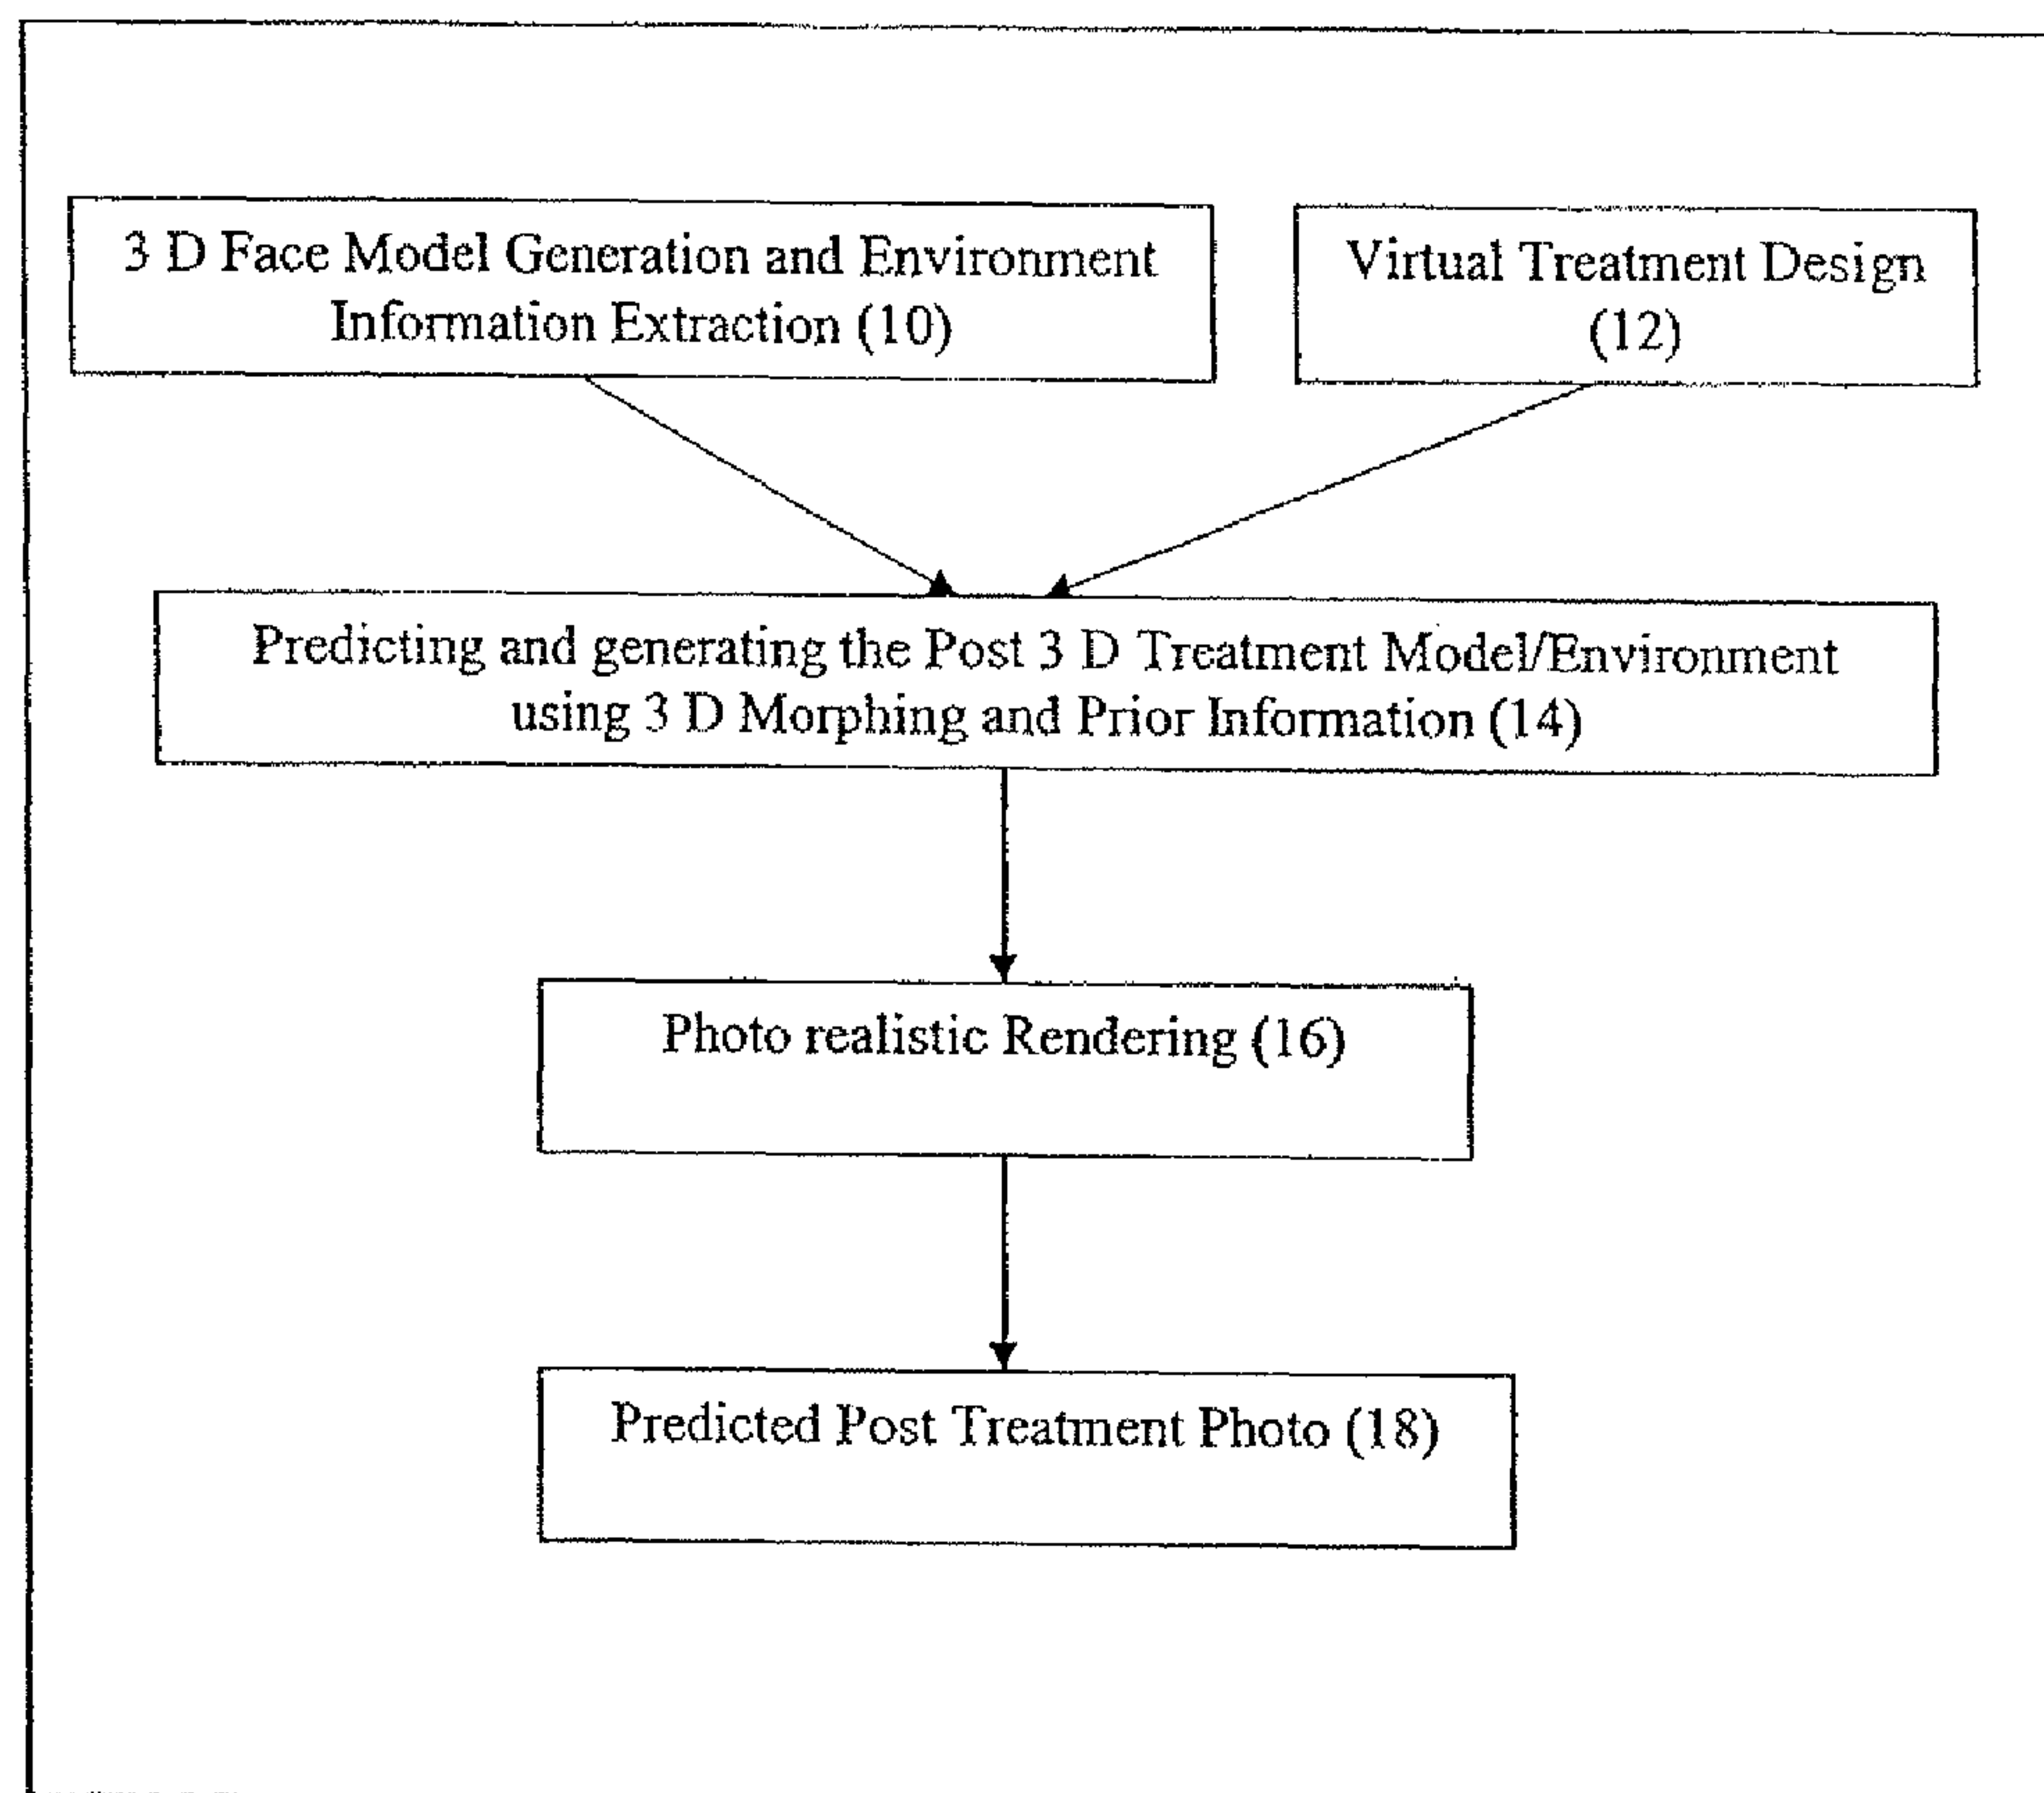 3 D Face Model Generation and Environment
Information Extraction (10)
Virtual Treatment Design
(12)
Predicting and generating the Post 3 D Treatment Model/Environment
using 3 D Morphing and Prior Information (14)
Photo realistic Rendering (16)
Predicted Post Treatment Photo (18)